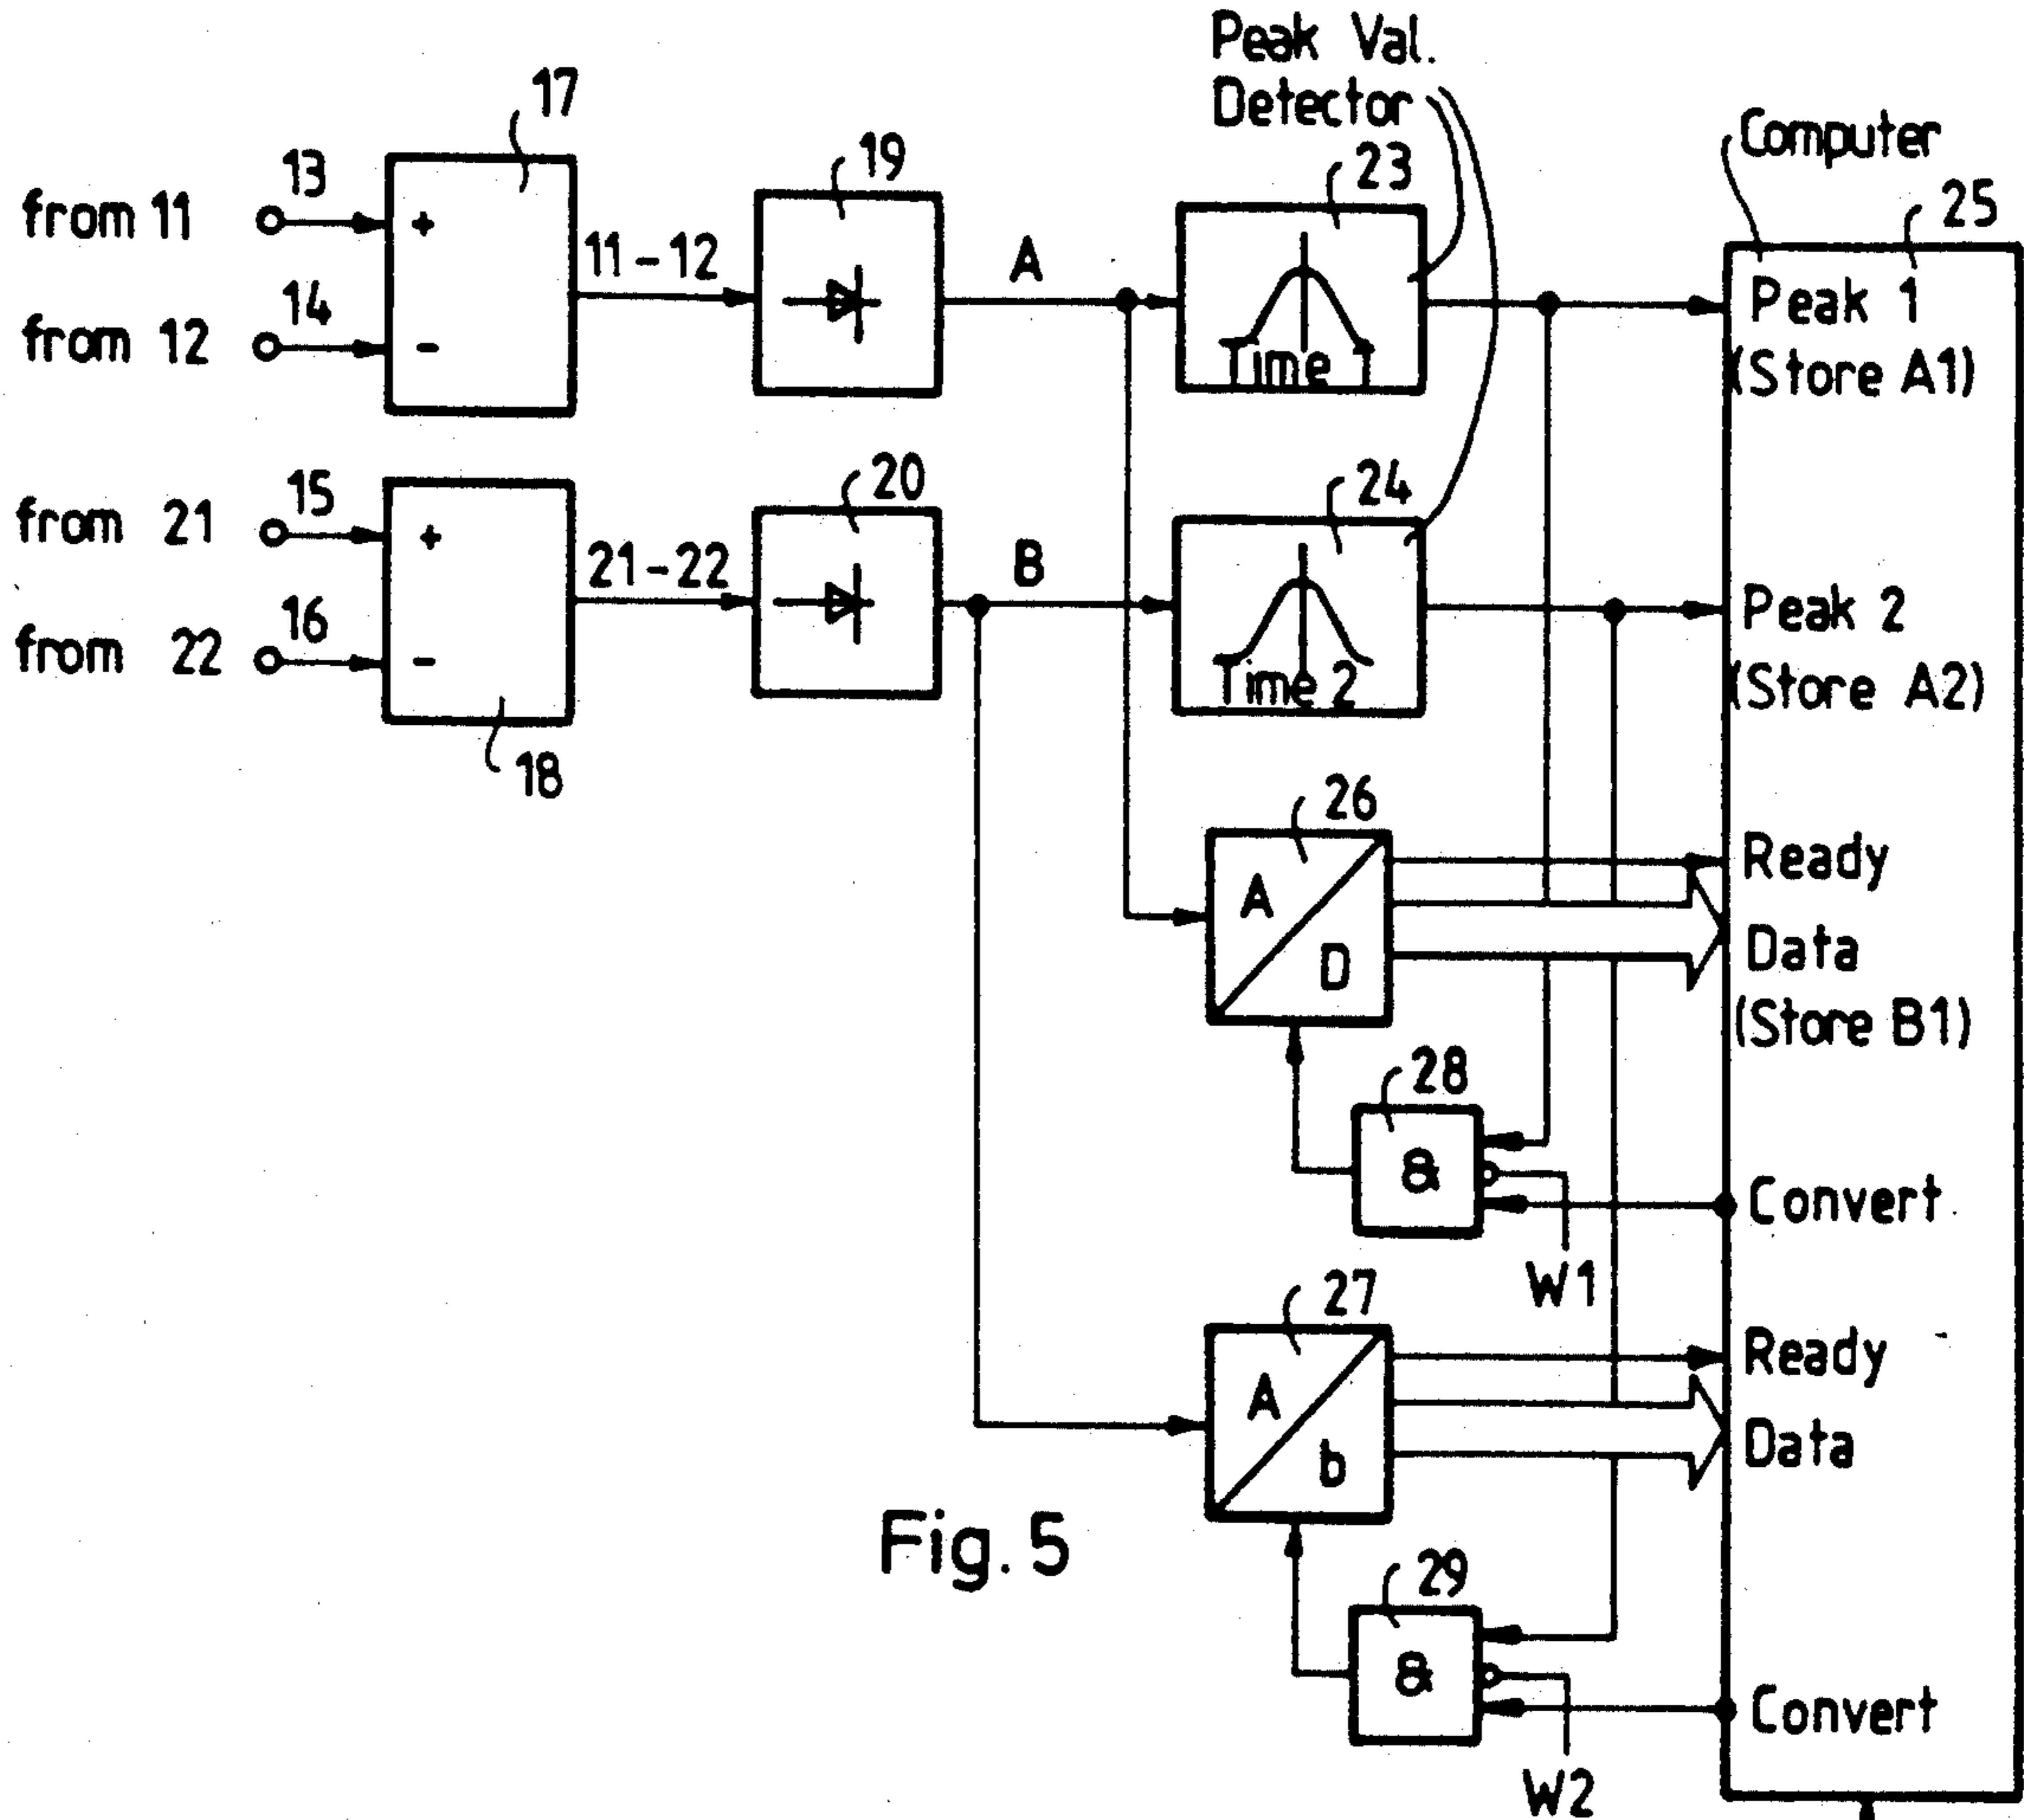 Peak Val.
Detector
Computer
17
19
23
25
from 11
13
+
11-12
A
Time 1
Peak 1
(Store A1)
from 12
14
-
from 21
15
+
21-22
20
B
24
Time 2
Peak 2
(Store A2)
from 22
16
-
18
26
A
D
Ready
Data
(Store B1)
28
&
Convert
W1
27
A
b
Ready
Data
Fig. 5
29
&
Convert
W2